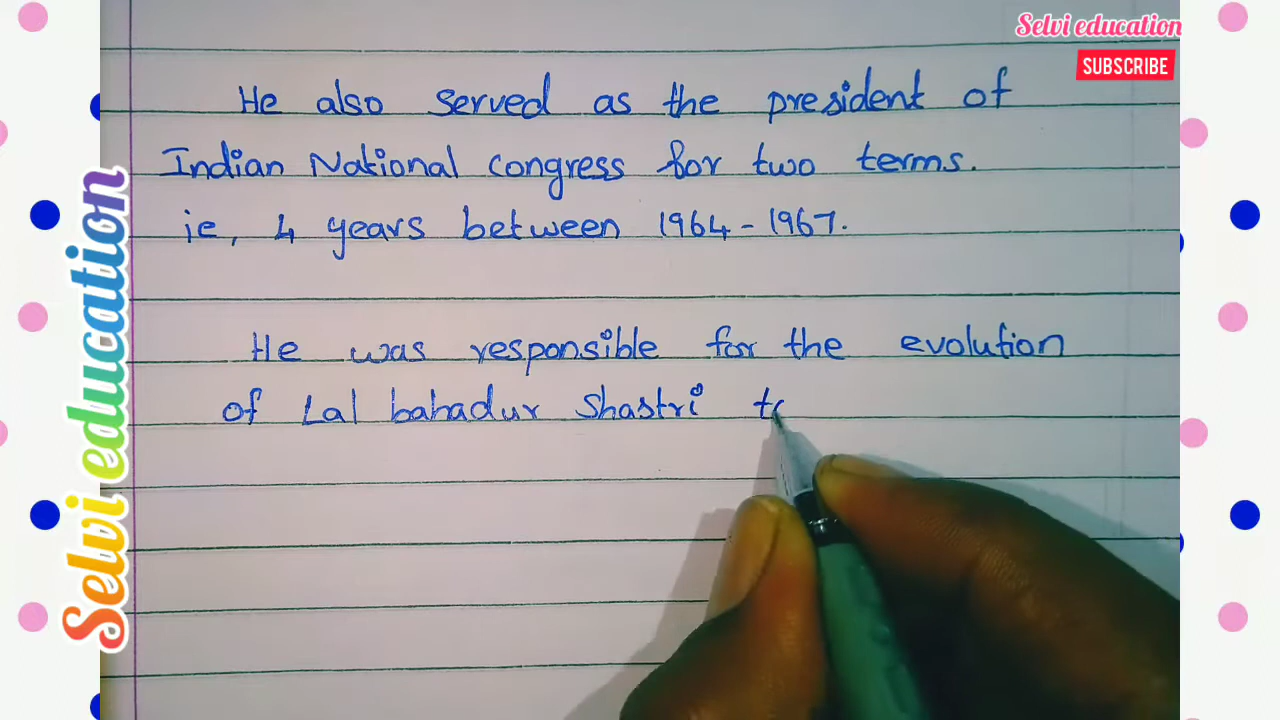 Selvi education
SUBSCRIBE
He also served as the president of
Indian National Congress for two terms.
ie, 4 years between 1964 - 1967.
He was responsible for the evolution
of Lal bahadur Shastri to
Selvi education